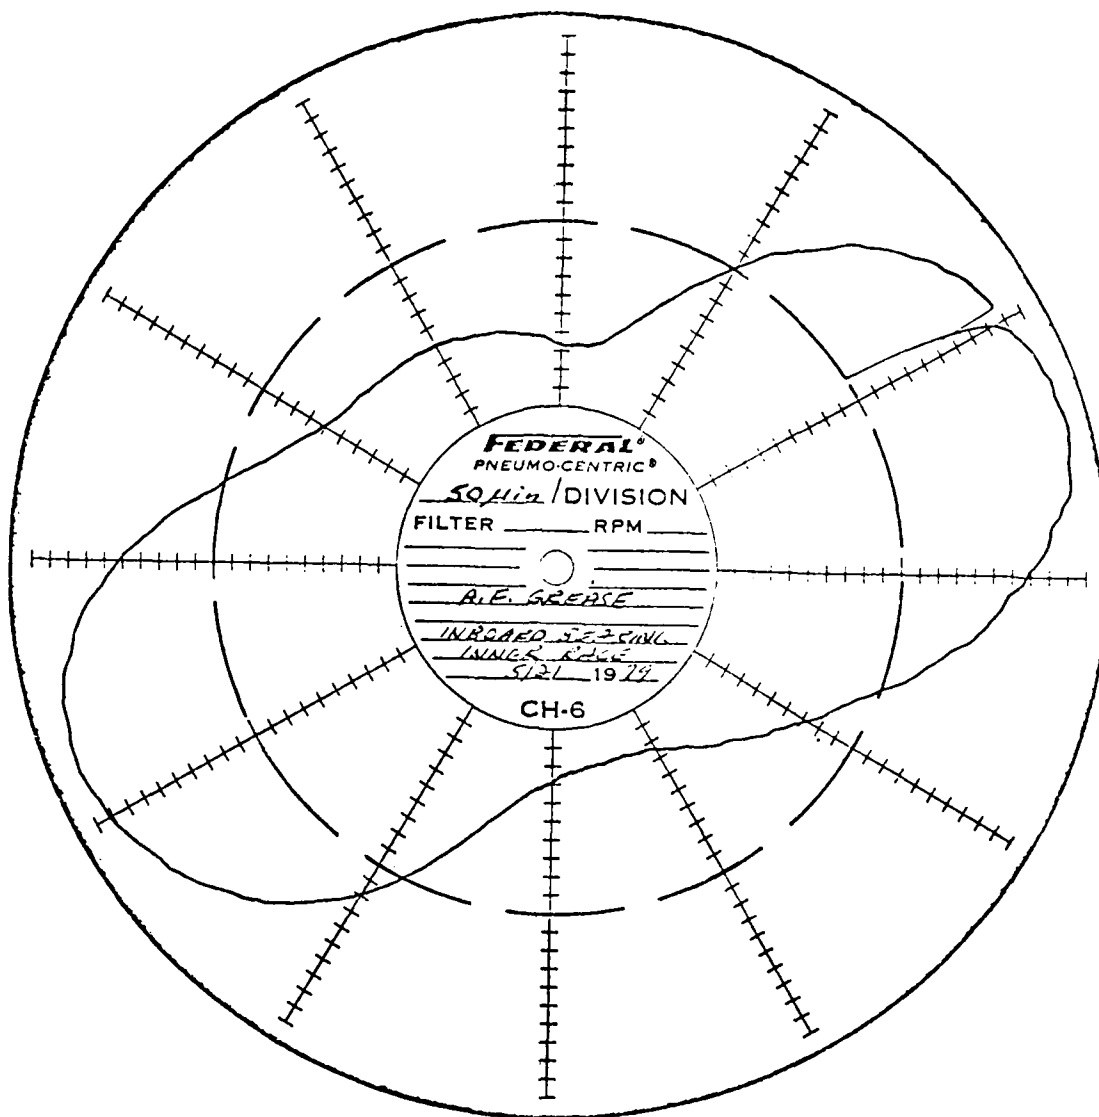 FEDERAL®
PNEUMO-CENTRIC®
50 μin / DIVISION
FILTER RPM
A.E. GREASE
INBOARD BEARING
INNER RACE
5/21 1979
CH-6